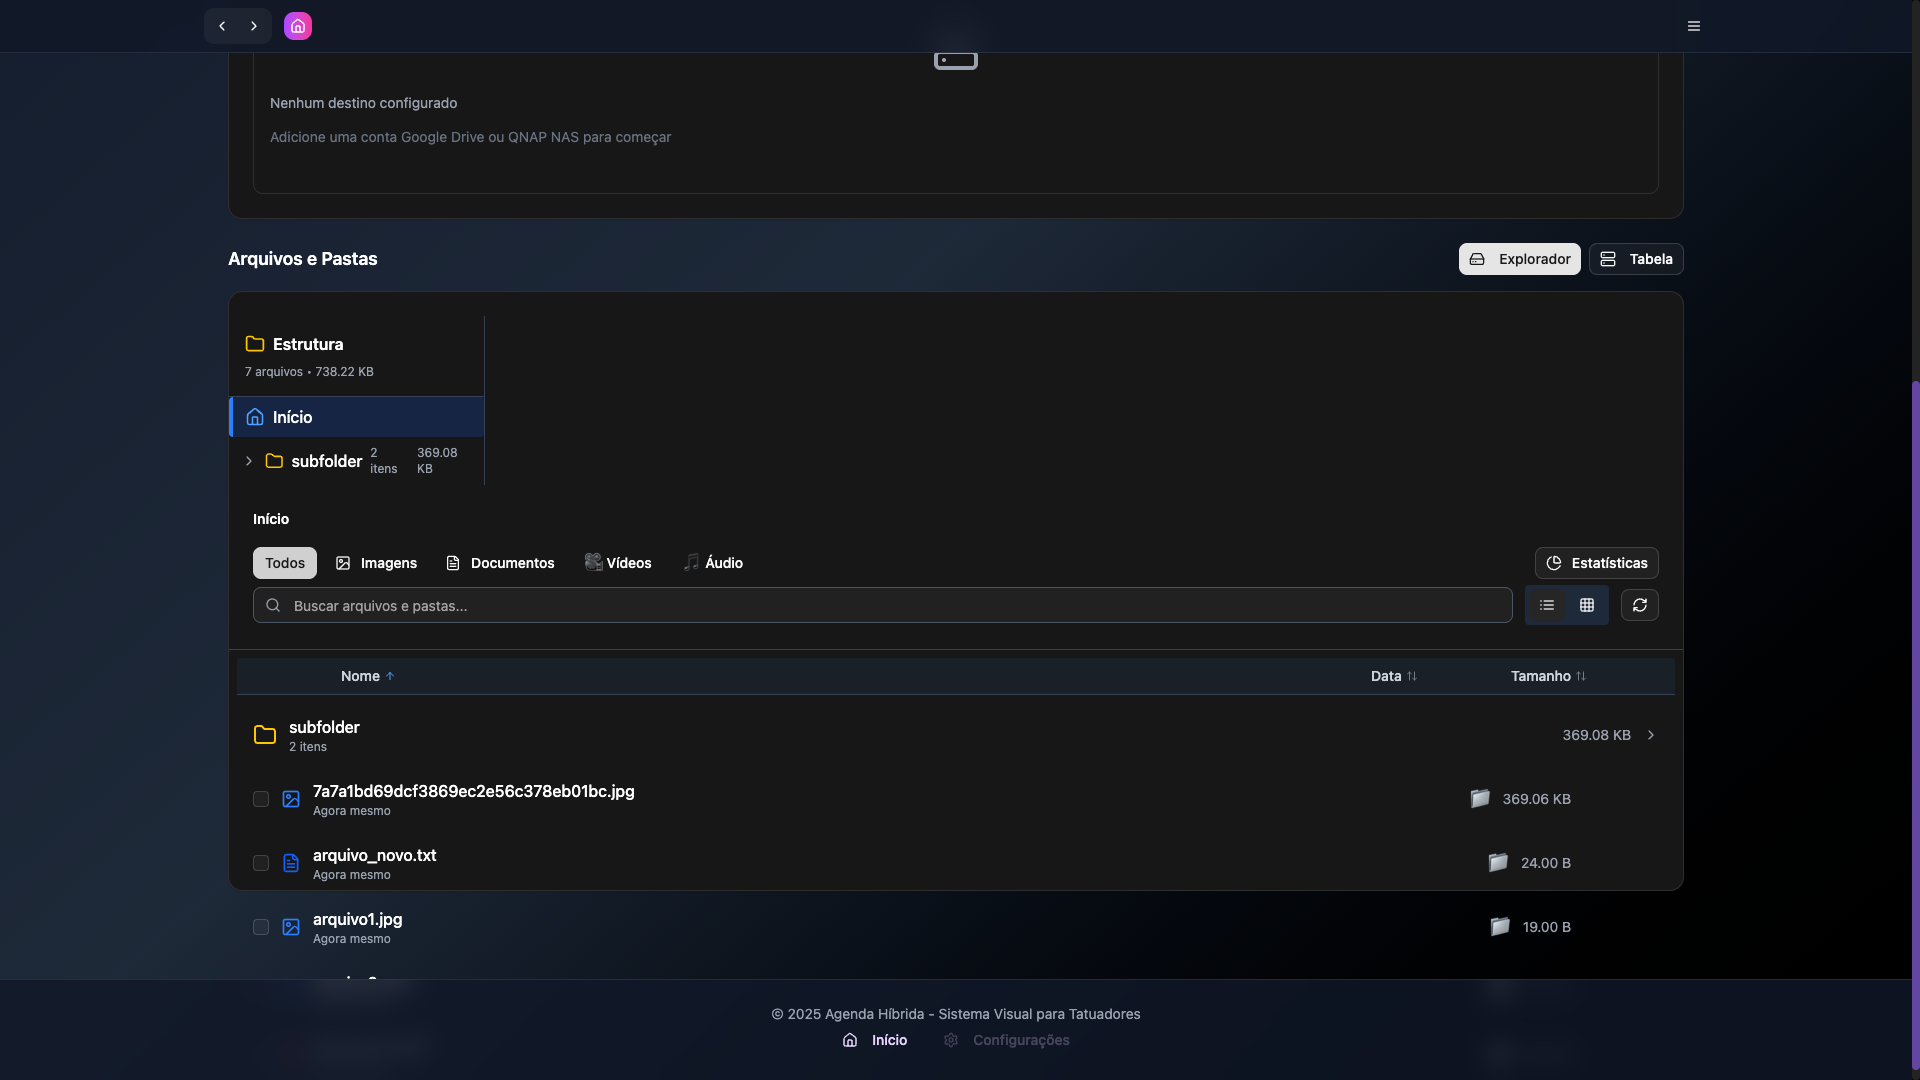 Nenhum destino configurado
Adicione uma conta Google Drive ou QNAP NAS para começar
Arquivos e Pastas
Explorador
Tabela
Estrutura
7 arquivos • 738.22 KB
Início
subfolder
2 itens
369.08 KB
Início
Todos
Imagens
Documentos
Vídeos
Áudio
Estatísticas
Buscar arquivos e pastas...
Nome
Data
Tamanho
subfolder
2 itens
369.08 KB
7a7a1bd69dcf3869ec2e56c378eb01bc.jpg
Agora mesmo
369.06 KB
arquivo_novo.txt
Agora mesmo
24.00 B
arquivo1.jpg
Agora mesmo
19.00 B
© 2025 Agenda Híbrida - Sistema Visual para Tatuadores
Início
Configurações